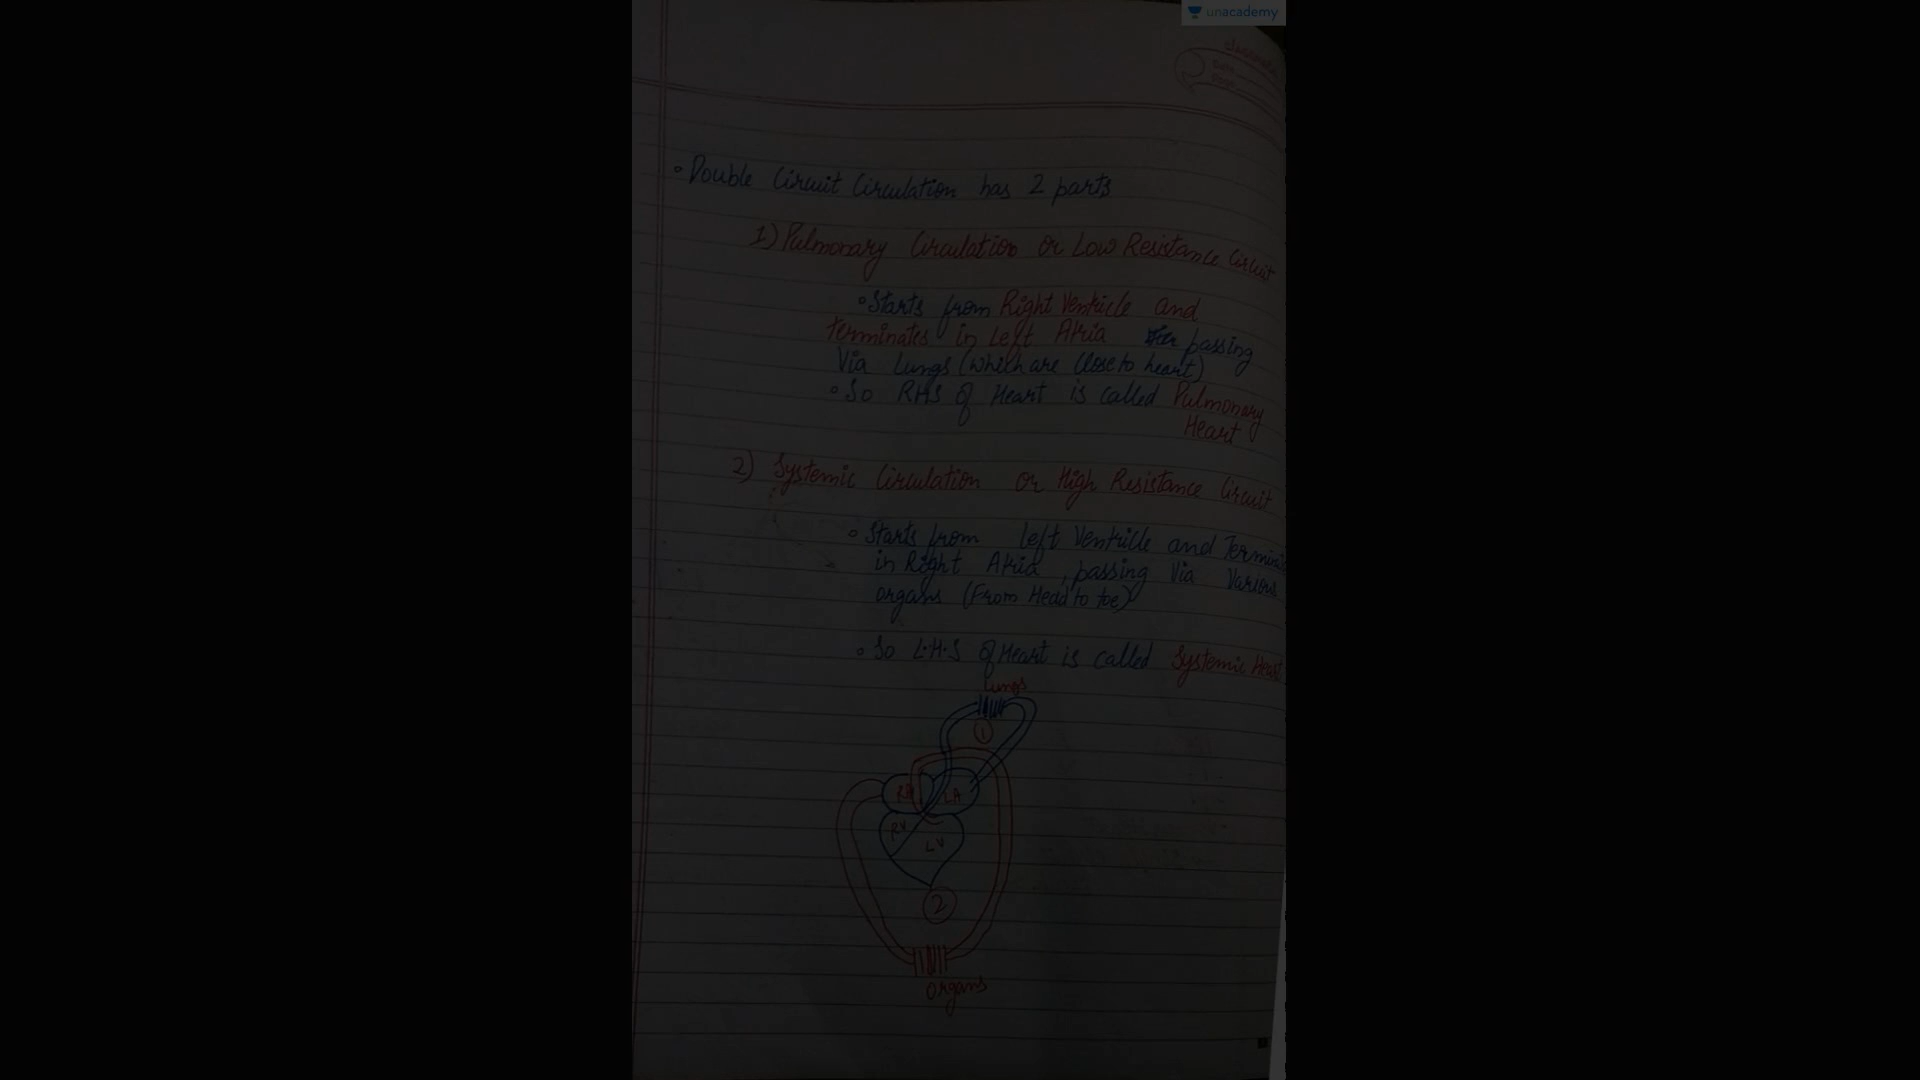 unacademy
classmate
Date
Page
Double Circuit Circulation has 2 parts
1) Pulmonary Circulation or Low Resistance Circuit
Starts from Right Ventricle and
terminates in Left Atria passing
Via Lungs (Which are Close to heart)
So RHS of Heart is called Pulmonary
Heart
2) Systemic Circulation or High Resistance Circuit
Starts from Left Ventricle and Termin
in Right Atria, passing Via Various
organs (From Head to toe)
So L.H.S of Heart is called Systemic Heart
Lungs
1
RA LA
RV
LV
2
Organs